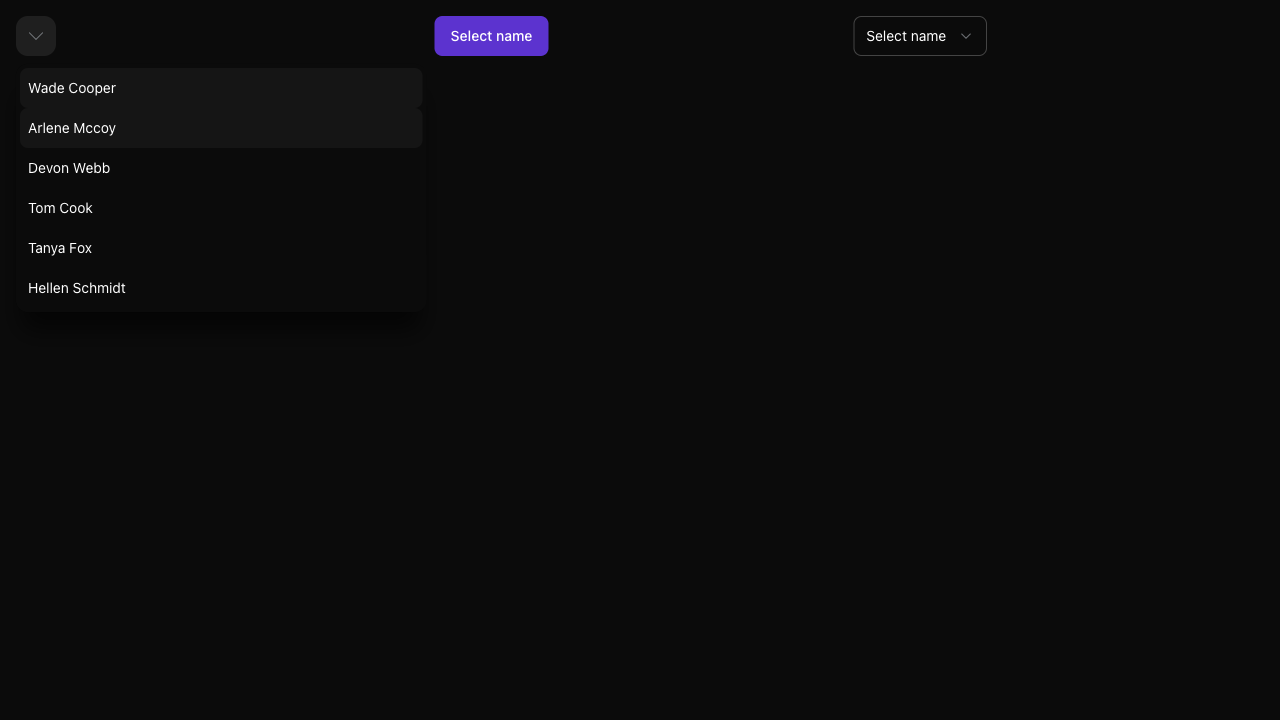 Select name
Select name
Wade Cooper
Arlene Mccoy
Devon Webb
Tom Cook
Tanya Fox
Hellen Schmidt